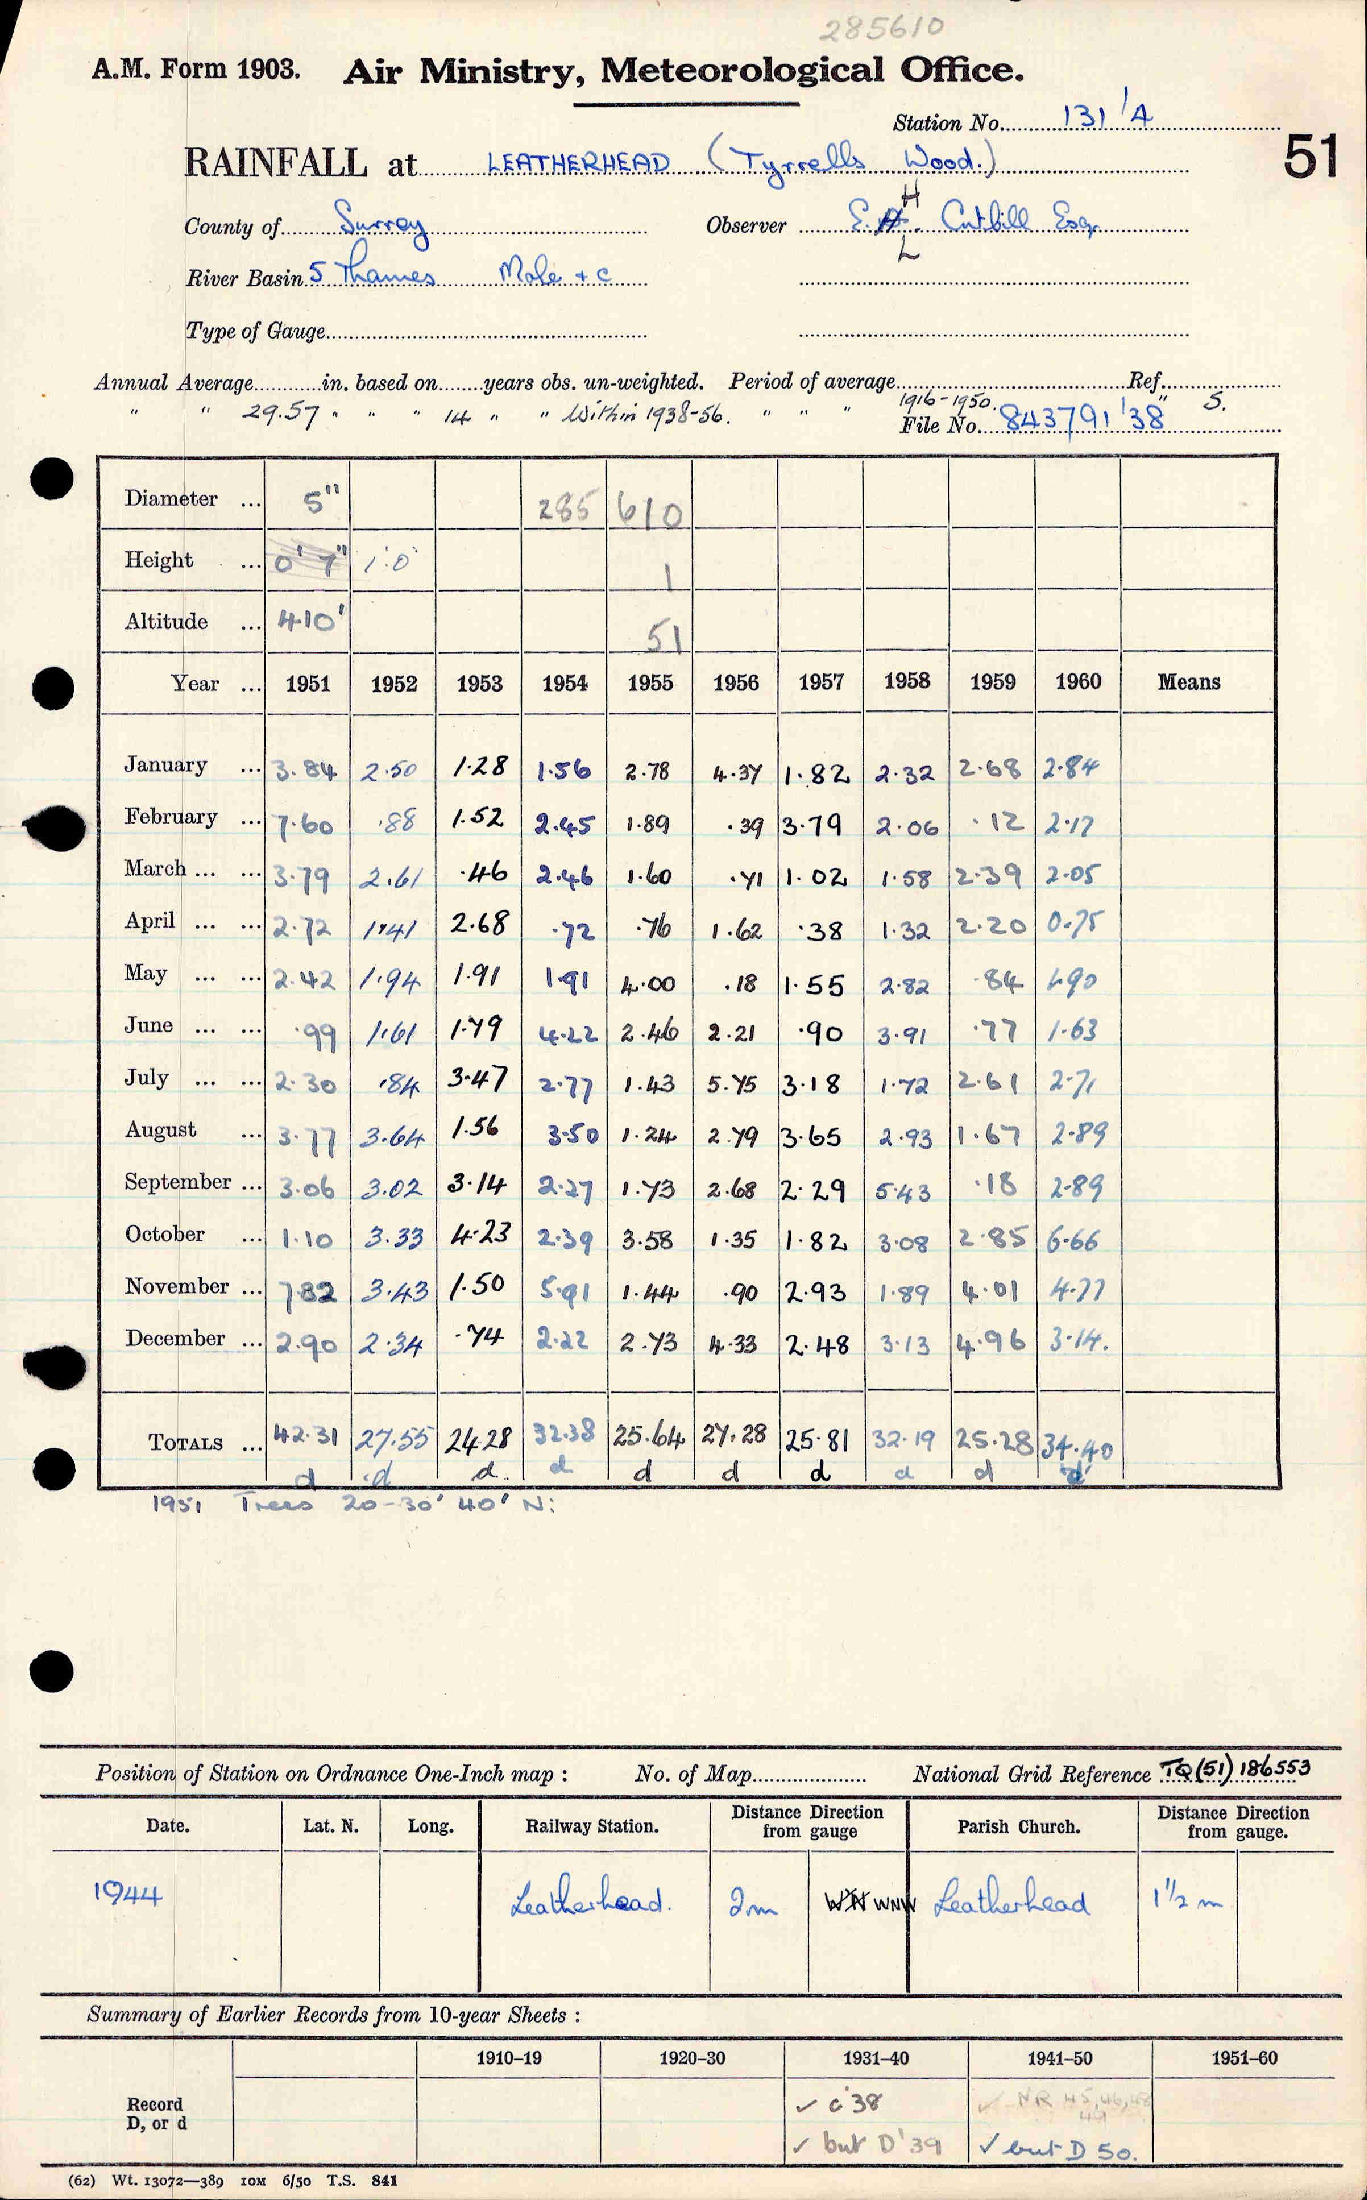 285610
A.M. Form 1903. Air Ministry, Meteorological Office.
Station No. 131/4
51
RAINFALL at LEATHERHEAD (Tyrrells Wood.)
County of Surrey Observer E. H. L. Cutbill Esq.
River Basin 5 Thames Mole + c
Type of Gauge
Annual Average in. based on years obs. un-weighted. Period of average Ref.
" " 29.57 " " " 14 " " Within 1938-56. " " " 1916-1950. " S.
File No. 843791/38
Diameter ... 5" 285 610
Height ... 0' 7" 1'.0" 1
Altitude ... 410' 51
Year ... 1951 1952 1953 1954 1955 1956 1957 1958 1959 1960 Means
January ... 3.84 2.50 1.28 1.56 2.78 4.37 1.82 2.32 2.68 2.84
February ... 7.60 .88 1.52 2.45 1.89 .39 3.79 2.06 .12 2.17
March ... ... 3.79 2.61 .46 2.46 1.60 .71 1.02 1.58 2.39 2.05
April ... ... 2.72 1.41 2.68 .72 .76 1.62 .38 1.32 2.20 0.75
May ... ... 2.42 1.94 1.91 1.91 4.00 .18 1.55 2.82 .84 1.90
June ... ... .99 1.61 1.79 4.22 2.46 2.21 .90 3.91 .77 1.63
July ... ... 2.30 .84 3.47 2.77 1.43 5.75 3.18 1.72 2.61 2.71
August ... 3.77 3.64 1.56 3.50 1.24 2.79 3.65 2.93 1.67 2.89
September ... 3.06 3.02 3.14 2.27 1.73 2.68 2.29 5.43 .18 2.89
October ... 1.10 3.33 4.23 2.39 3.58 1.35 1.82 3.08 2.85 6.66
November ... 7.82 3.43 1.50 5.91 1.44 .90 2.93 1.89 4.01 4.77
December ... 2.90 2.34 .74 2.22 2.73 4.33 2.48 3.13 4.96 3.14.
TOTALS ... 42.31 27.55 24.28 32.38 25.64 27.28 25.81 32.19 25.28 34.40
d d d d d d d d d d
1951 Trees 20-30' 40' N:
Position of Station on Ordnance One-Inch map : No. of Map National Grid Reference TQ(51)186553
Date. Lat. N. Long. Railway Station. Distance Direction from gauge Parish Church. Distance Direction from gauge.
1944 Leatherhead. 2m WNW Leatherhead 1½ m
Summary of Earlier Records from 10-year Sheets :
1910–19 1920–30 1931–40 1941–50 1951–60
Record D, or d
✓ c'38 ✓ NR 45,46,48 49
✓ but D'39 ✓ but D 50.
(62) Wt. 13072—389 10M 6/50 T.S. 841